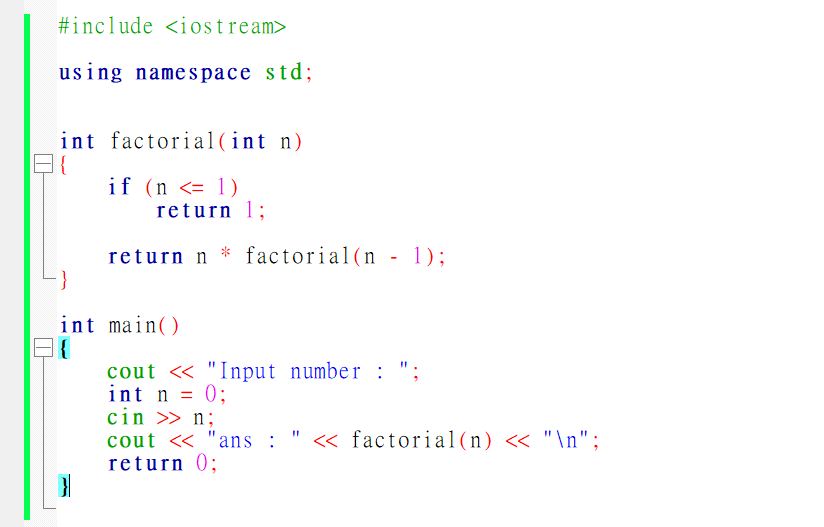 #include <iostream>
using namespace std;
int factorial(int n)
{
if (n <= 1)
return 1;
return n * factorial(n - 1);
}
int main()
{
cout << "Input number : ";
int n = 0;
cin >> n;
cout << "ans : " << factorial(n) << "\n";
return 0;
}